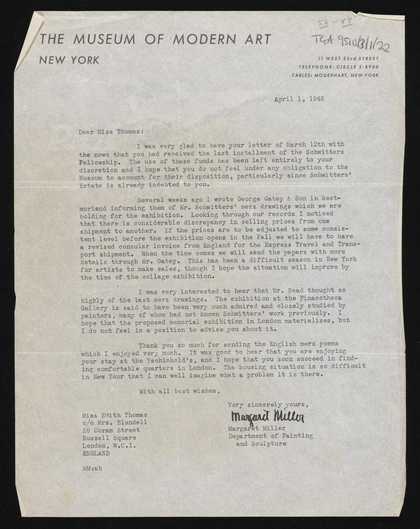 53-54
TGA 9510/3/1/22
THE MUSEUM OF MODERN ART
NEW YORK
11 WEST 53rd STREET
TELEPHONE: CIRCLE 5-8900
CABLES: MODERNART, NEW-YORK
April 1, 1948
Dear Miss Thomas:
I was very glad to have your letter of March 12th with
the news that you had received the last installment of the Schwitters
Fellowship. The use of these funds has been left entirely to your
discretion and I hope that you do not feel under any obligation to the
Museum to account for their disposition, particularly since Schwitters'
Estate is already indebted to you.
Several weeks ago I wrote George Gatey & Son in West-
morland informing them of Mr. Schwitters' merz drawings which we are
holding for the exhibition. Looking through our records I noticed
that there is considerable discrepancy in selling prices from one
shipment to another. If the prices are to be adjusted to some consis-
tent level before the exhibition opens in the fall we will have to have
a revised consular invoice from England for the Express Travel and Trans-
port shipment. When the time comes we will send the papers with more
details through Mr. Gatey. This has been a difficult season in New York
for artists to make sales, though I hope the situation will improve by
the time of the collage exhibition.
I was very interested to hear that Mr. Read thought so
highly of the last merz drawings. The exhibition at the Pinacotheca
Gallery is said to have been very much admired and closely studied by
painters, many of whom had not known Schwitters' work previously. I
hope that the proposed memorial exhibition in London materializes, but
I do not feel in a position to advise you about it.
Thank you so much for sending the English merz poems
which I enjoyed very much. It was good to hear that you are enjoying
your stay at the Tschichold's, and I hope that you soon succeed in find-
ing comfortable quarters in London. The housing situation is so difficult
in New York that I can well imagine what a problem it is there.
With all best wishes,
Very sincerely yours,
Margaret Miller
Margaret Miller
Department of Painting
and Sculpture
Miss Edith Thomas
c/o Mrs. Blundell
28 Coram Street
Russell Square
London, W.C.1.
ENGLAND
MM:ah